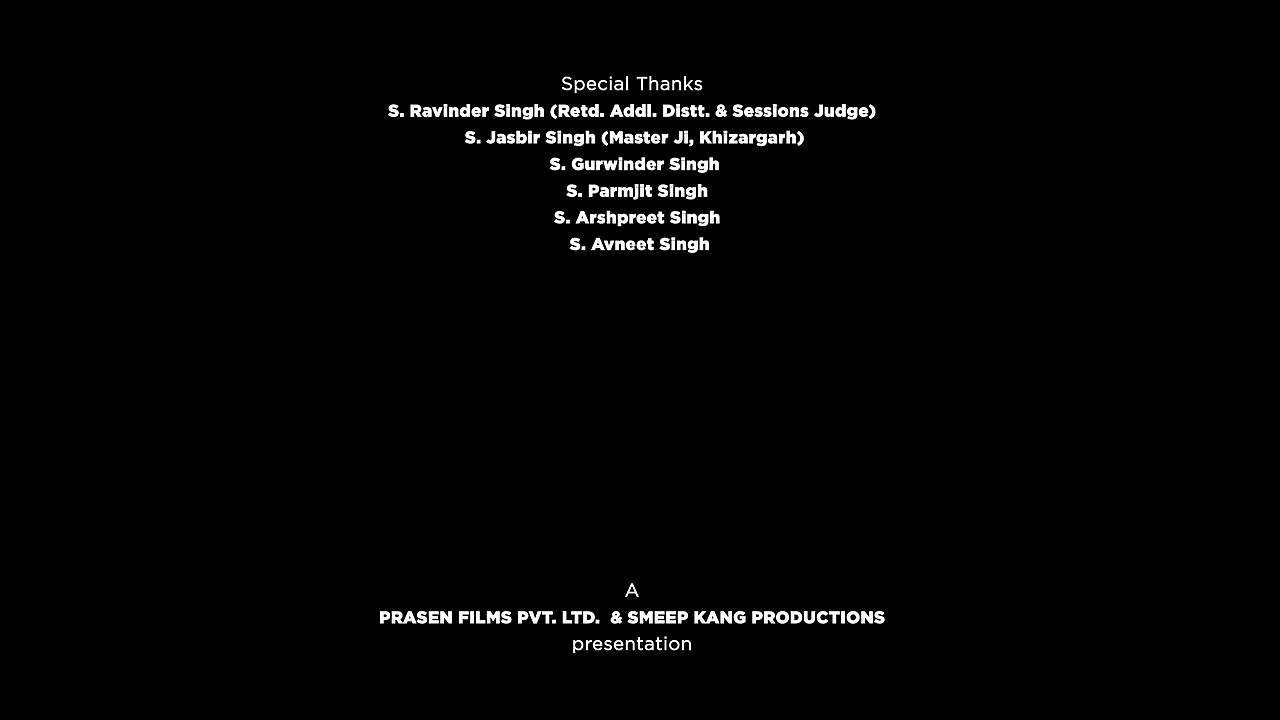 Special Thanks
S. Ravinder Singh (Retd. Addl. Distt. & Sessions Judge)
S. Jasbir Singh (Master Ji, Khizargarh)
S. Gurwinder Singh
S. Parmjit Singh
S. Arshpreet Singh
S. Avneet Singh
A
PRASEN FILMS PVT. LTD. & SMEEP KANG PRODUCTIONS
presentation